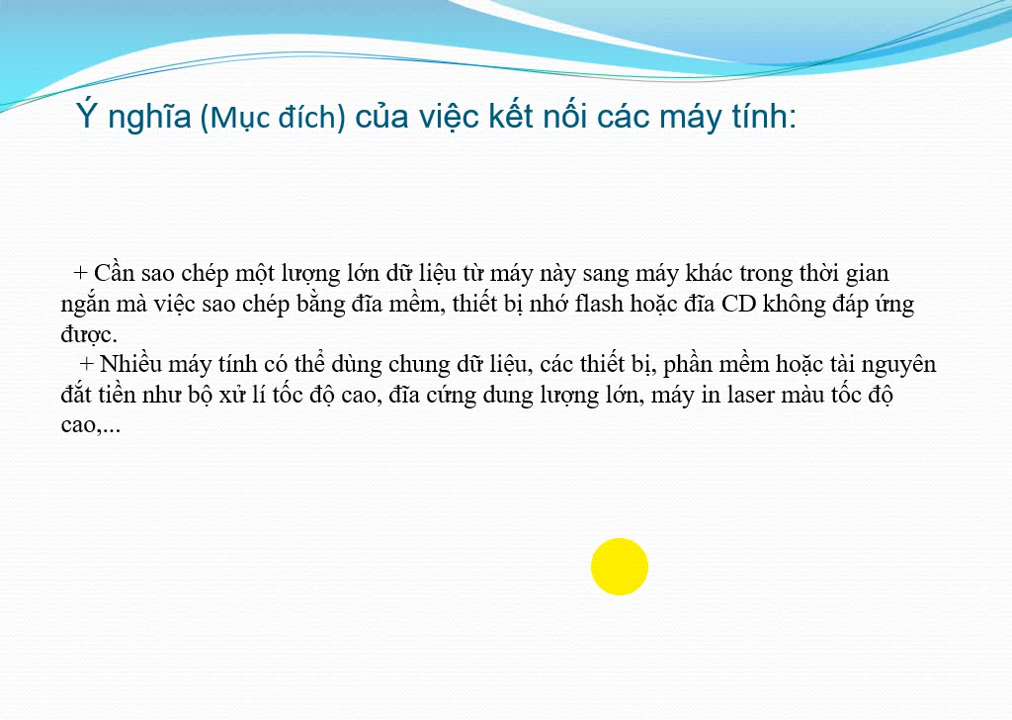 Ý nghĩa (Mục đích) của việc kết nối các máy tính:
+ Cần sao chép một lượng lớn dữ liệu từ máy này sang máy khác trong thời gian
ngắn mà việc sao chép bằng đĩa mềm, thiết bị nhớ flash hoặc đĩa CD không đáp ứng
được.
+ Nhiều máy tính có thể dùng chung dữ liệu, các thiết bị, phần mềm hoặc tài nguyên
đắt tiền như bộ xử lí tốc độ cao, đĩa cứng dung lượng lớn, máy in laser màu tốc độ
cao,...